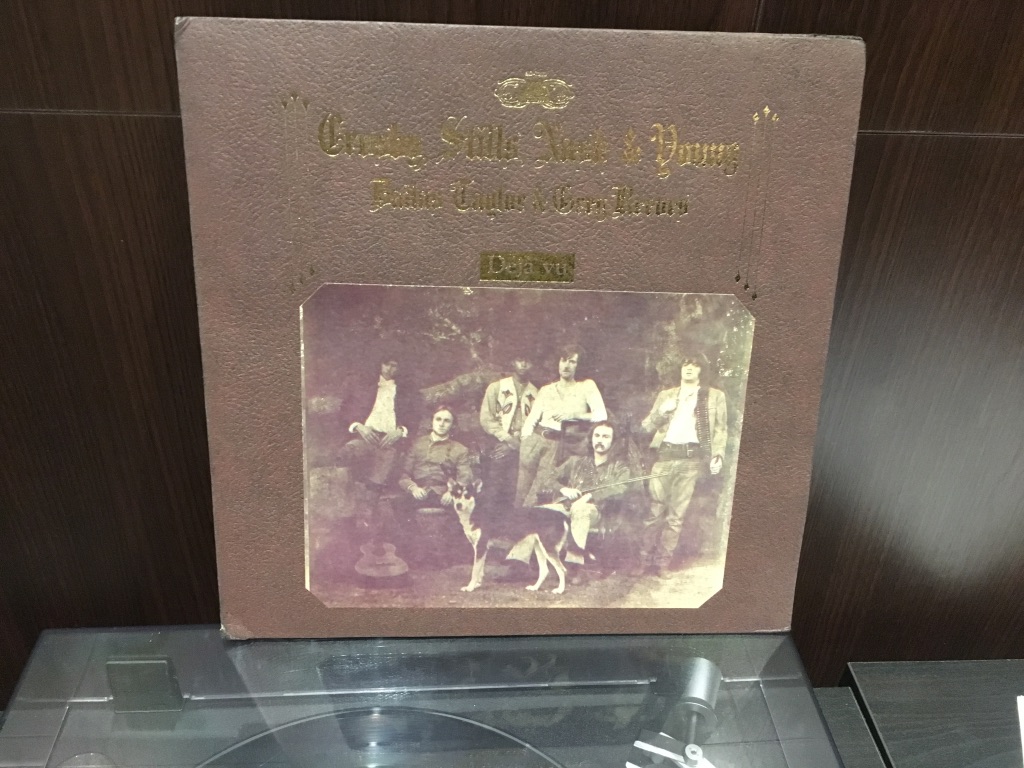 Crosby, Stills, Nash & Young
Dallas Taylor & Greg Reeves
Déjà vu